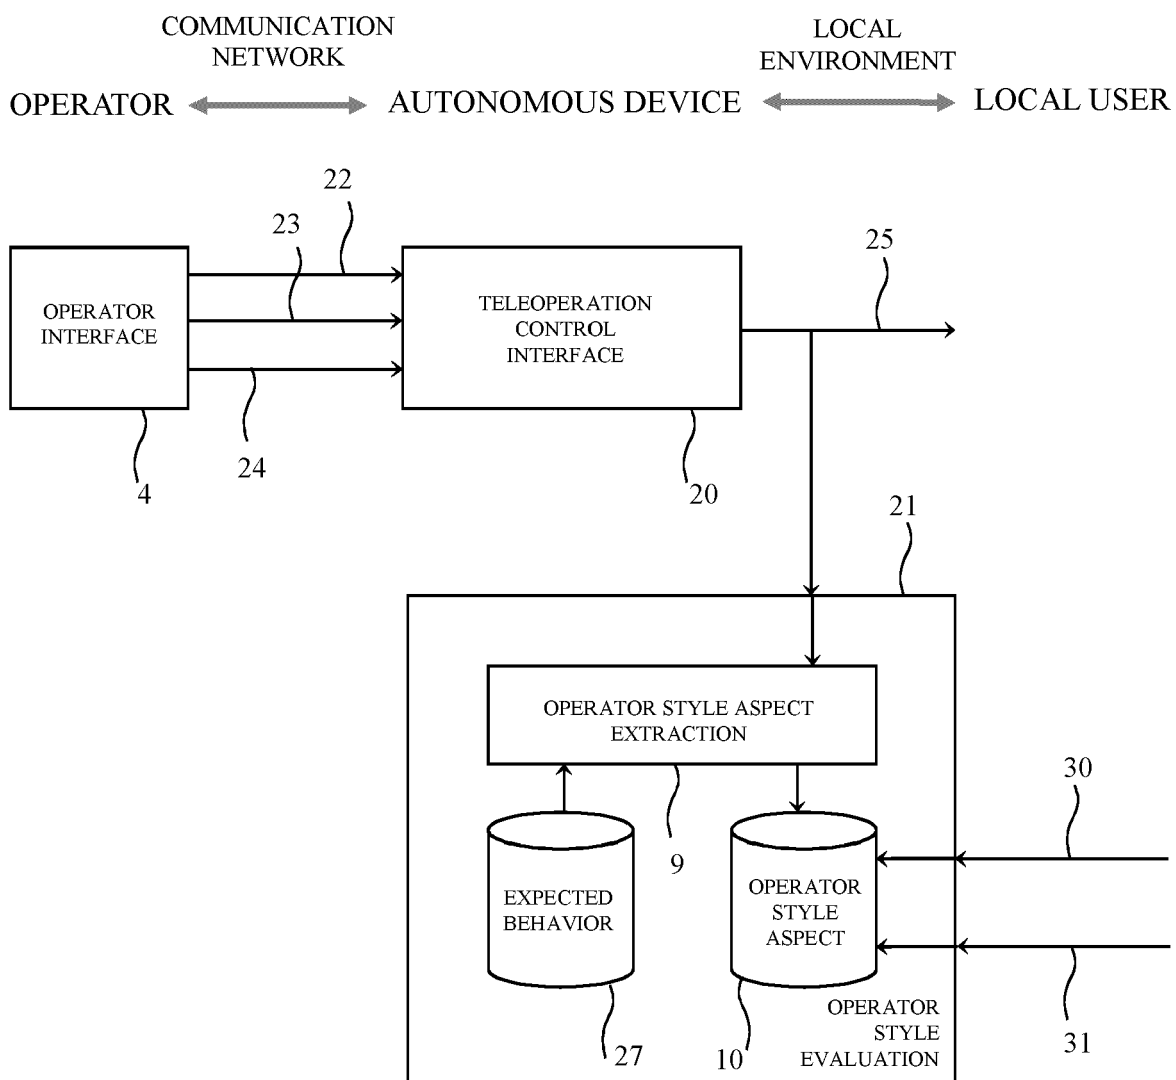 COMMUNICATION
NETWORK
LOCAL
ENVIRONMENT
OPERATOR
AUTONOMOUS DEVICE
LOCAL USER
22
23
25
OPERATOR
INTERFACE
TELEOPERATION
CONTROL
INTERFACE
24
4
20
21
OPERATOR STYLE ASPECT
EXTRACTION
30
9
EXPECTED
BEHAVIOR
OPERATOR
STYLE
ASPECT
OPERATOR
STYLE
EVALUATION
27
10
31